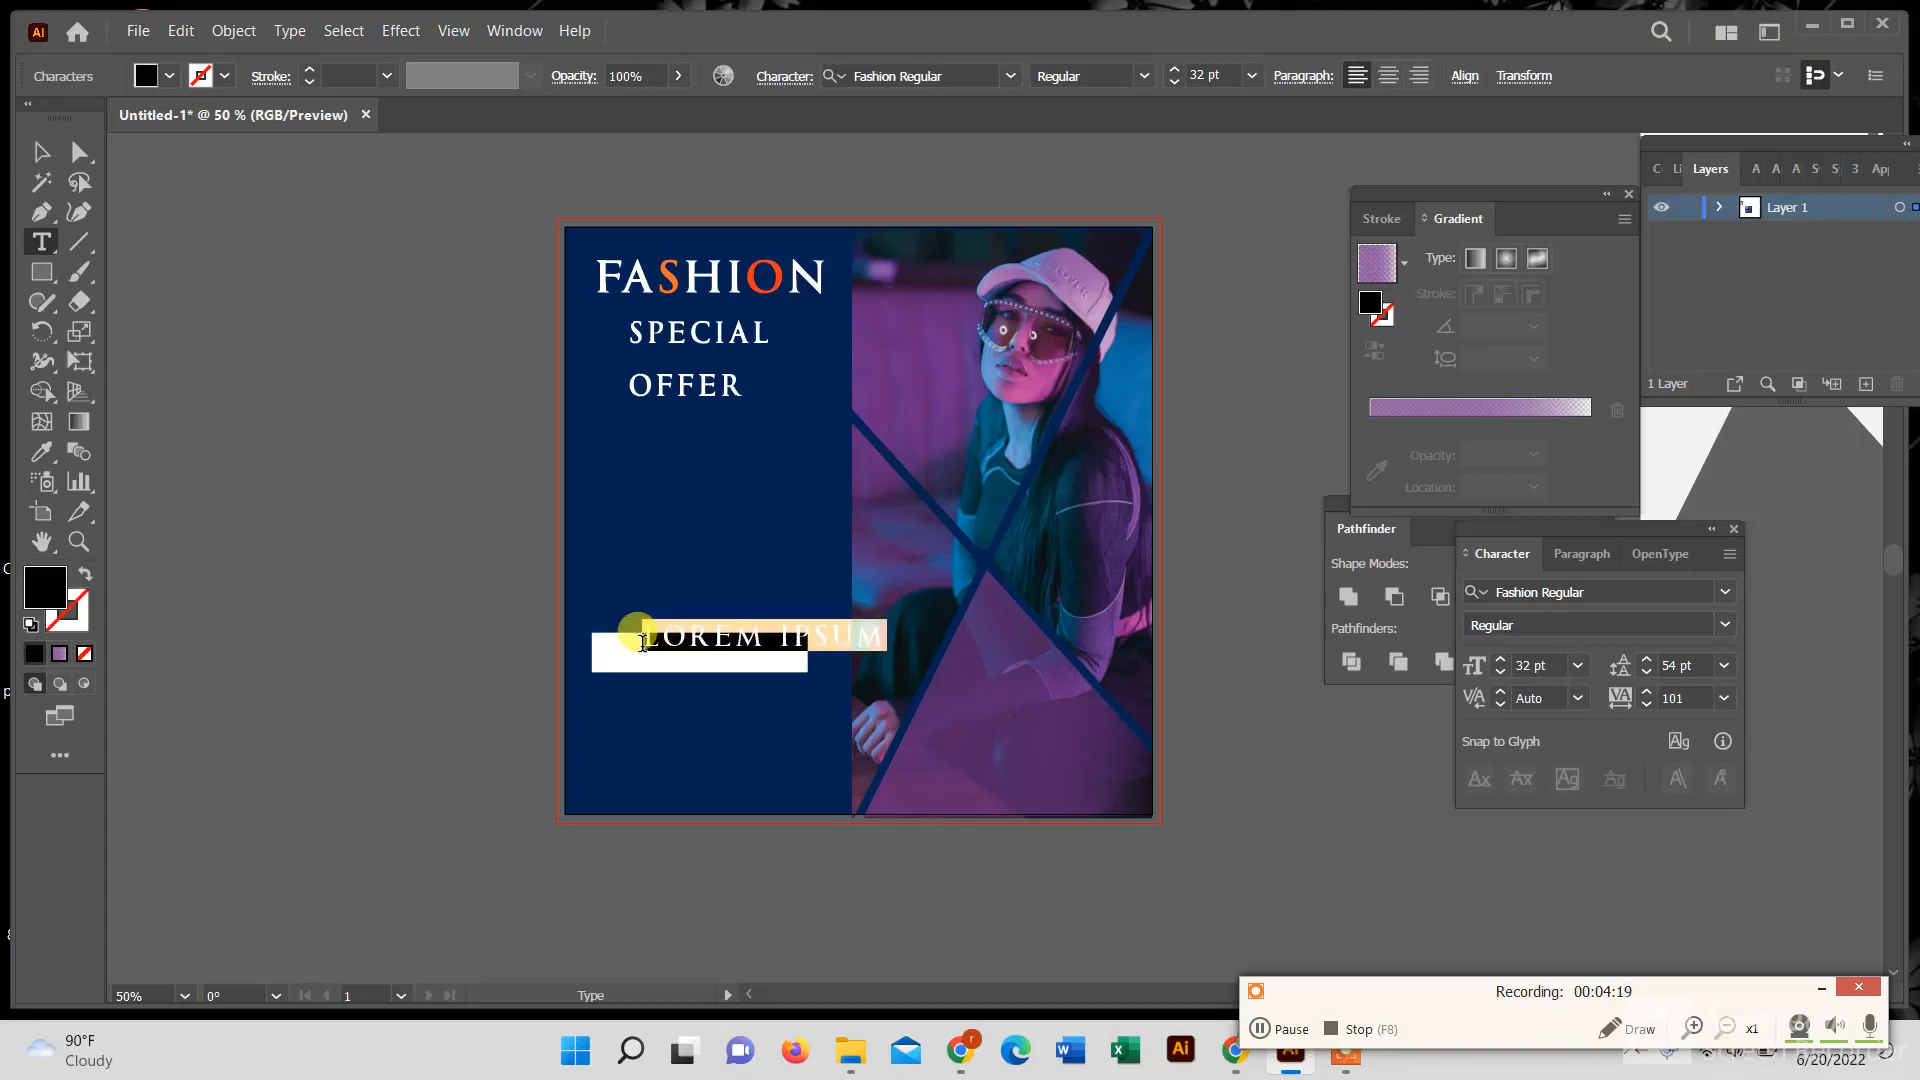 Ai File Edit Object Type Select Effect View Window Help
Characters Stroke: Opacity: 100% Character: Fashion Regular Regular 32 pt Paragraph: Align Transform
Untitled-1* @ 50 % (RGB/Preview)
C Li Layers A A A S S 3 Ap
Layer 1
1 Layer
Stroke Gradient
Type:
Stroke:
Opacity:
Location:
FASHION
SPECIAL
OFFER
LOREM IPSUM
Pathfinder
Shape Modes:
Pathfinders:
Character Paragraph OpenType
Fashion Regular
Regular
32 pt 54 pt
Auto 101
Snap to Glyph
T
50% 0° 1 Type
Recording: 00:04:19
Pause Stop (F8) Draw x1
90°F
Cloudy
Ai
6/20/2022